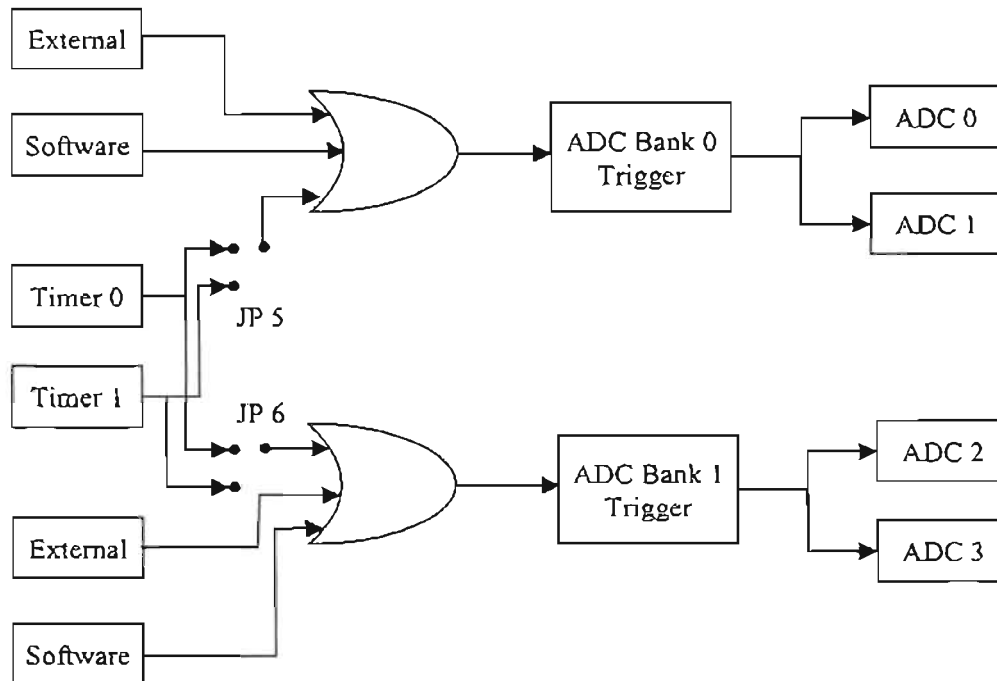 External
Software
ADC Bank 0
Trigger
ADC 0
ADC 1
Timer 0
JP 5
Timer 1
JP 6
ADC Bank 1
Trigger
ADC 2
ADC 3
External
Software